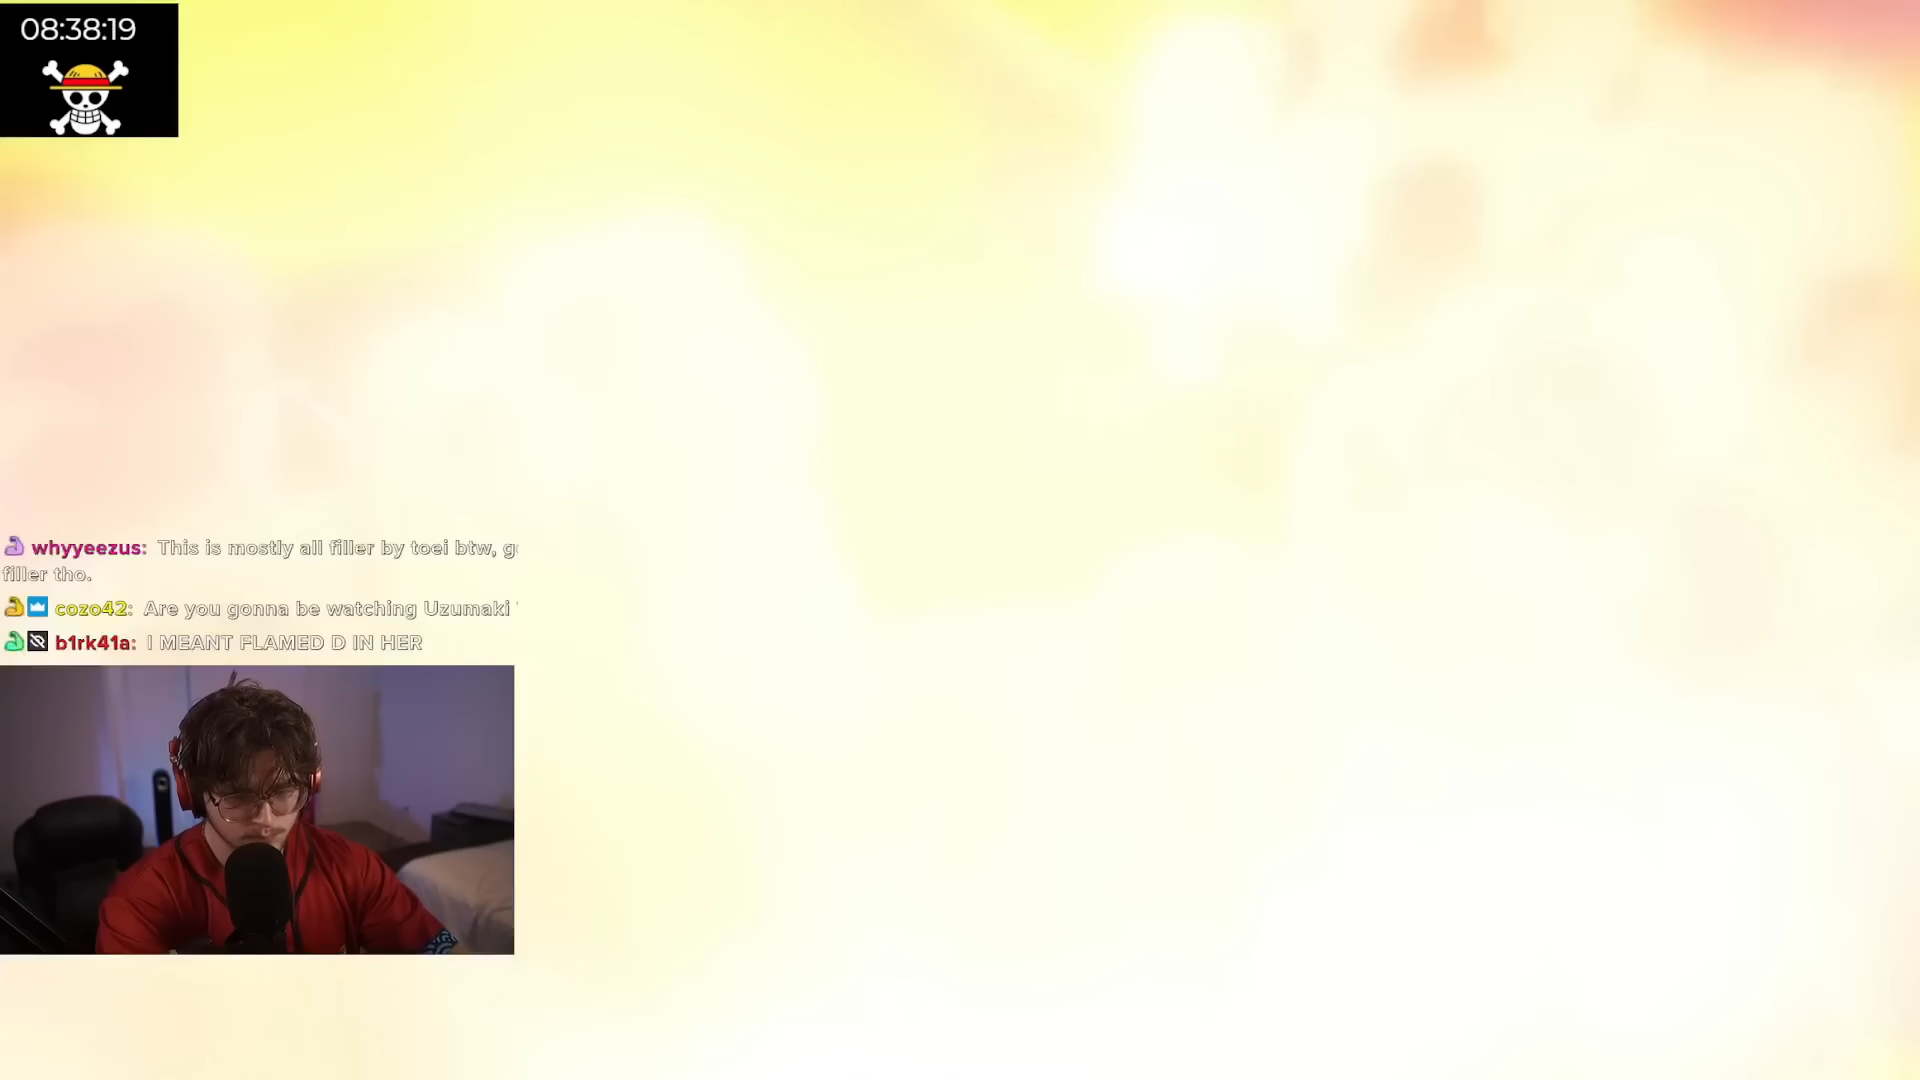 08:38:19
whyyeezus: This is mostly all filler by toei btw,
filler tho.
cozo42: Are you gonna be watching Uzumaki
b1rk41a: I MEANT FLAMED D IN HER